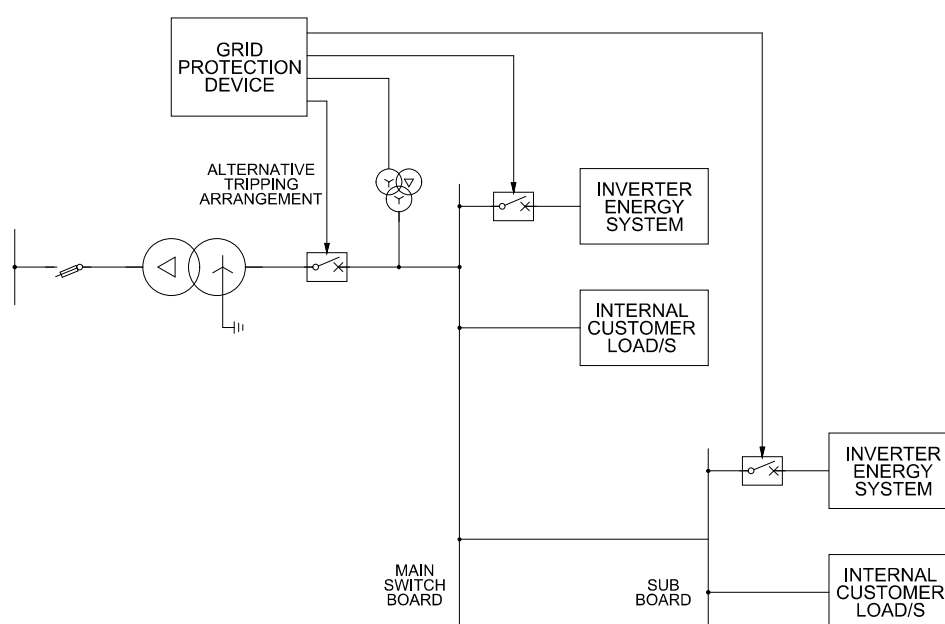 GRID
PROTECTION
DEVICE
ALTERNATIVE
TRIPPING
ARRANGEMENT
INVERTER
ENERGY
SYSTEM
INTERNAL
CUSTOMER
LOAD/S
INVERTER
ENERGY
SYSTEM
MAIN
SWITCH
BOARD
SUB
BOARD
INTERNAL
CUSTOMER
LOAD/S